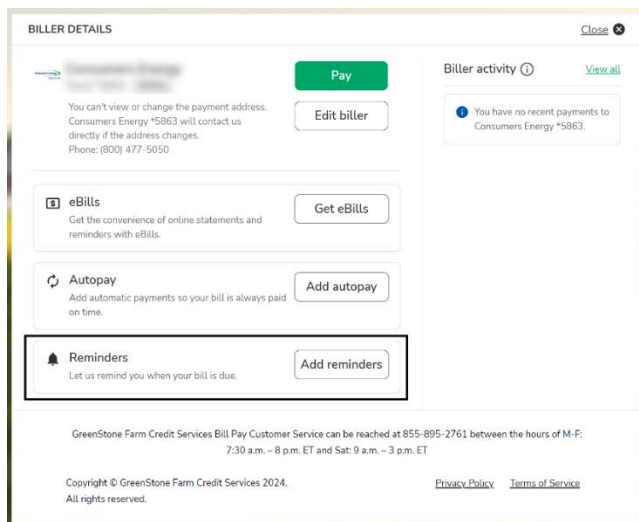 BILLER DETAILS
Close
Pay
You can't view or change the payment address.
Consumers Energy *5863 will contact us
directly if the address changes.
Phone: (800) 477-5050
Edit biller
Biller activity
View all
You have no recent payments to
Consumers Energy *5863.
eBills
Get the convenience of online statements and
reminders with eBills.
Get eBills
Autopay
Add automatic payments so your bill is always paid
on time.
Add autopay
Reminders
Let us remind you when your bill is due.
Add reminders
GreenStone Farm Credit Services Bill Pay Customer Service can be reached at 855-895-2761 between the hours of M-F:
7:30 a.m. – 8 p.m. ET and Sat: 9 a.m. – 3 p.m. ET
Copyright © GreenStone Farm Credit Services 2024.
All rights reserved.
Privacy Policy Terms of Service